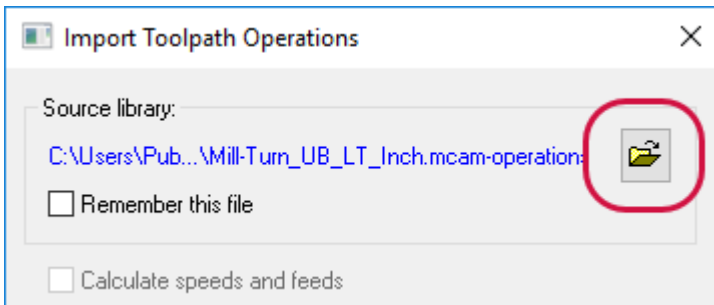 Import Toolpath Operations
Source library:
C:\Users\Pub...\Mill-Turn_UB_LT_Inch.mcam-operations
Remember this file
Calculate speeds and feeds